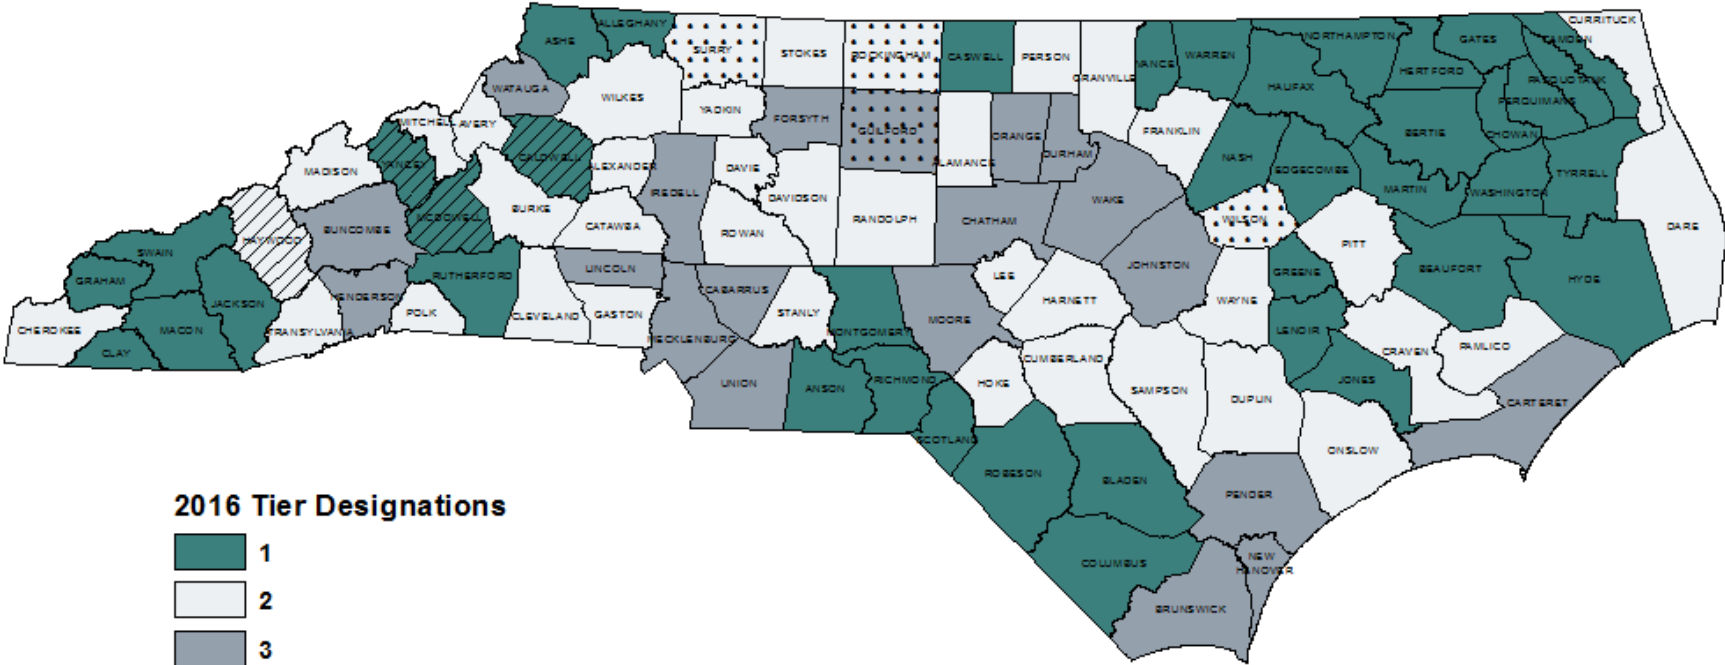 ALLEGHANY
CURRITUCK
ASHE
SURRY
STOKES
ROCKINGHAM
CASWELL
PERSON
GRANVILLE
VANCE
WARREN
NORTHAMPTON
GATES
CAMDEN
HERTFORD
PASQUOTANK
WATAUGA
WILKES
YADKIN
FORSYTH
GUILFORD
ALAMANCE
ORANGE
DURHAM
FRANKLIN
HALIFAX
PERQUIMANS
BERTIE
CHOWAN
MITCHELL
AVERY
MADISON
YANCEY
CALDWELL
ALEXANDER
IREDELL
DAVIE
DAVIDSON
RANDOLPH
CHATHAM
WAKE
NASH
EDGECOMBE
MARTIN
WASHINGTON
TYRRELL
DARE
MCDOWELL
BURKE
CATAWBA
ROWAN
WILSON
PITT
HAYWOOD
BUNCOMBE
SWAIN
GRAHAM
JACKSON
RUTHERFORD
LINCOLN
CABARRUS
LEE
JOHNSTON
GREENE
BEAUFORT
HYDE
HENDERSON
CHEROKEE
MACON
TRANSYLVANIA
POLK
CLEVELAND
GASTON
MECKLENBURG
STANLY
MONTGOMERY
MOORE
HARNETT
WAYNE
LENOIR
CRAVEN
PAMLICO
CLAY
UNION
ANSON
RICHMOND
HOKE
CUMBERLAND
SAMPSON
DUPLIN
JONES
CARTERET
SCOTLAND
ROBESON
BLADEN
ONSLOW
PENDER
COLUMBUS
NEW
HANOVER
BRUNSWICK
2016 Tier Designations
1
2
3